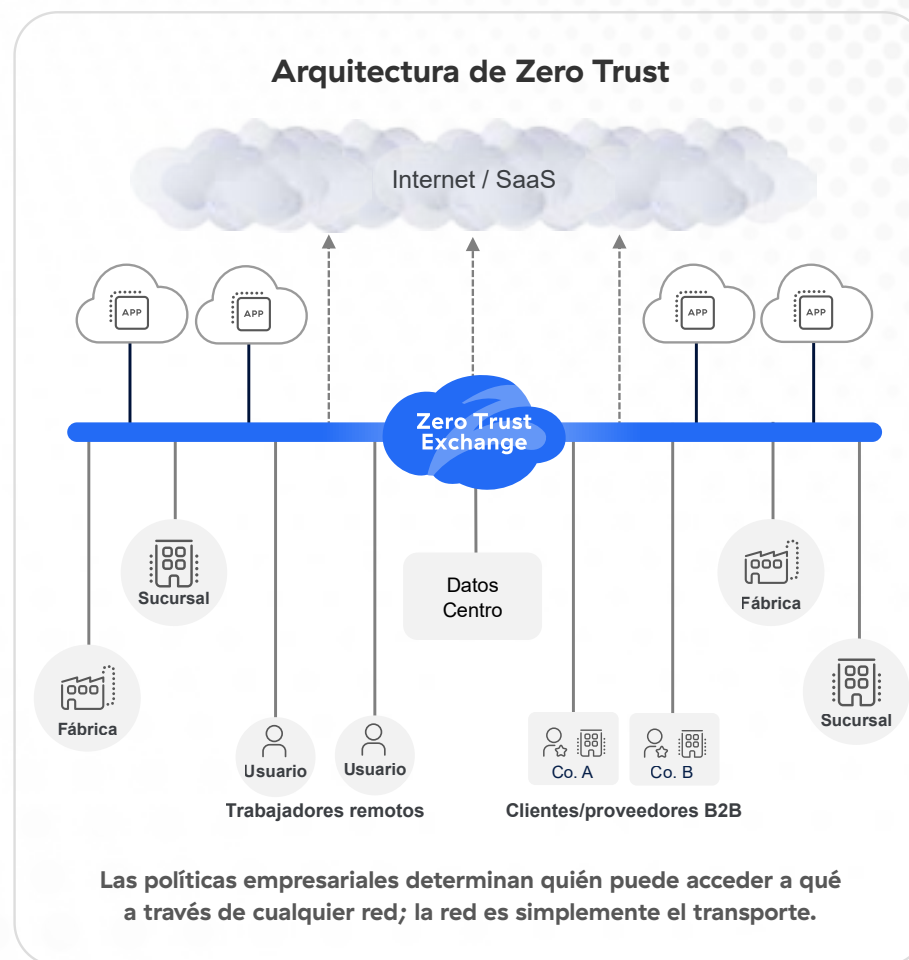 Arquitectura de Zero Trust
Internet / SaaS
APP
APP
APP
APP
Zero Trust
Exchange
Sucursal
Datos
Centro
Fábrica
Fábrica
Sucursal
Usuario
Usuario
Co. A
Co. B
Trabajadores remotos
Clientes/proveedores B2B
Las políticas empresariales determinan quién puede acceder a qué
a través de cualquier red; la red es simplemente el transporte.